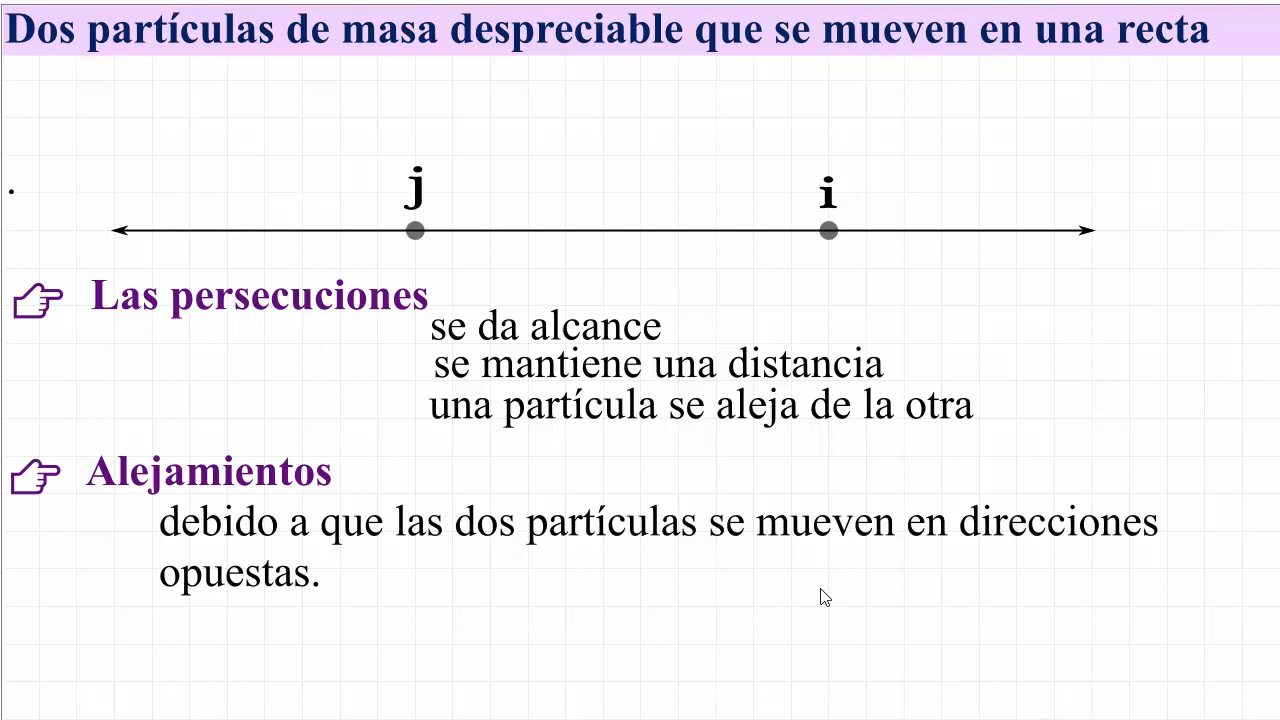 Dos partículas de masa despreciable que se mueven en una recta
.
j
i
Las persecuciones
se da alcance
se mantiene una distancia
una partícula se aleja de la otra
Alejamientos
debido a que las dos partículas se mueven en direcciones
opuestas.